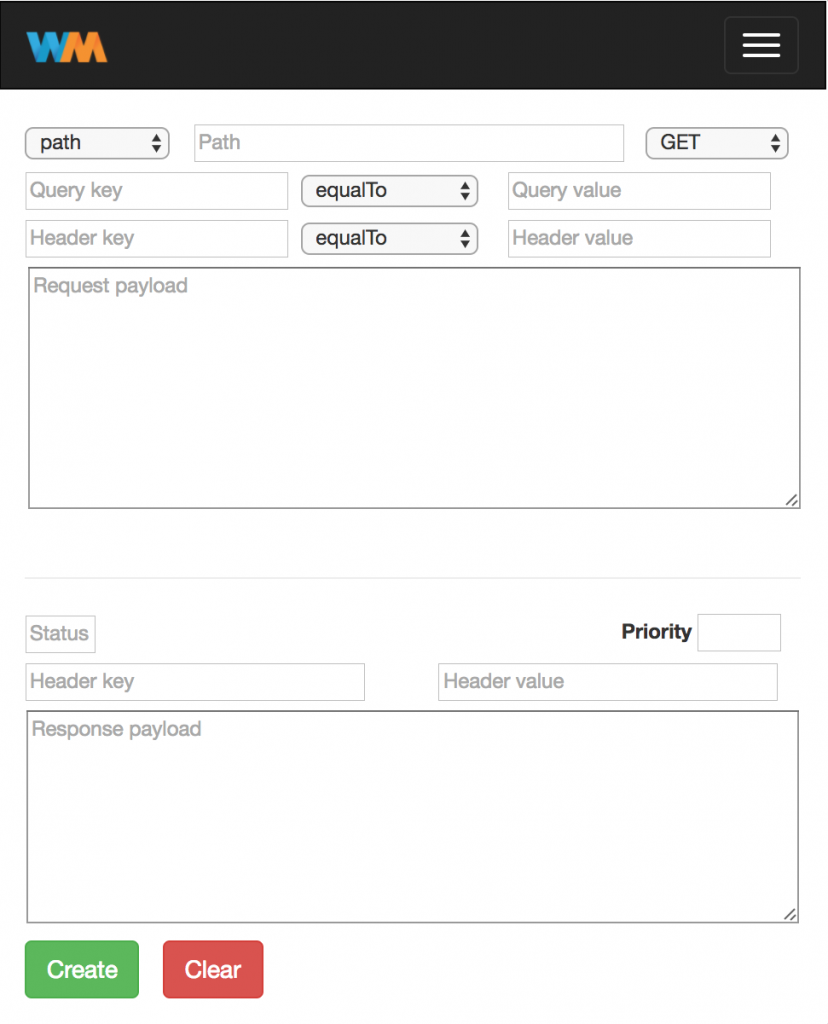 WM
path Path GET
Query key equalTo Query value
Header key equalTo Header value
Request payload
Status Priority
Header key Header value
Response payload
Create Clear